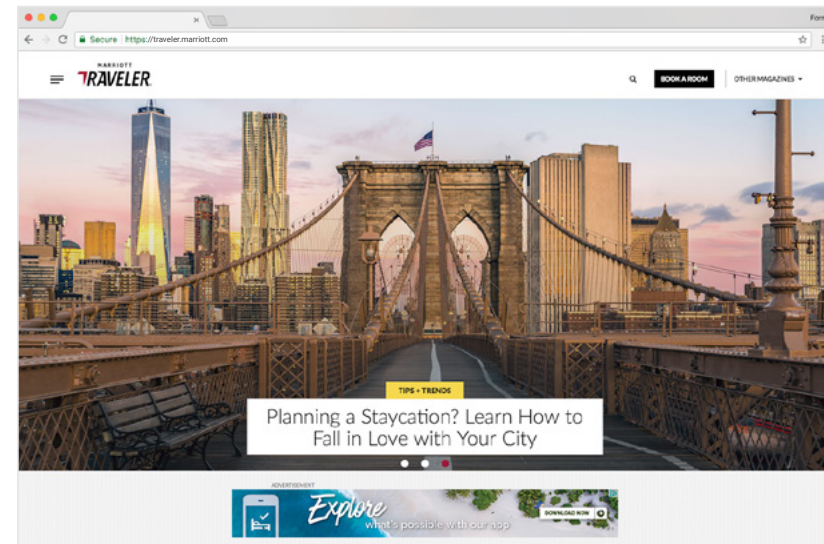 Form
Secure https://traveler.marriott.com
MARRIOTT
TRAVELER
BOOK A ROOM
OTHER MAGAZINES
TIPS + TRENDS
Planning a Staycation? Learn How to
Fall in Love with Your City
ADVERTISEMENT
Explore
what's possible with our app
DOWNLOAD NOW